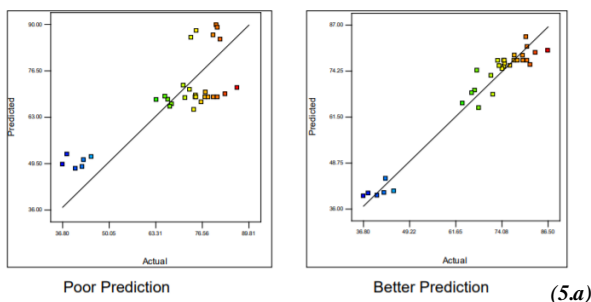 90.00
76.50
63.00
49.50
36.00
Predicted
36.80 50.05 63.31 76.56 89.81
Actual
Poor Prediction
87.00
74.25
61.50
48.75
36.00
Predicted
36.80 49.22 61.65 74.08 86.50
Actual
Better Prediction
(5.a)